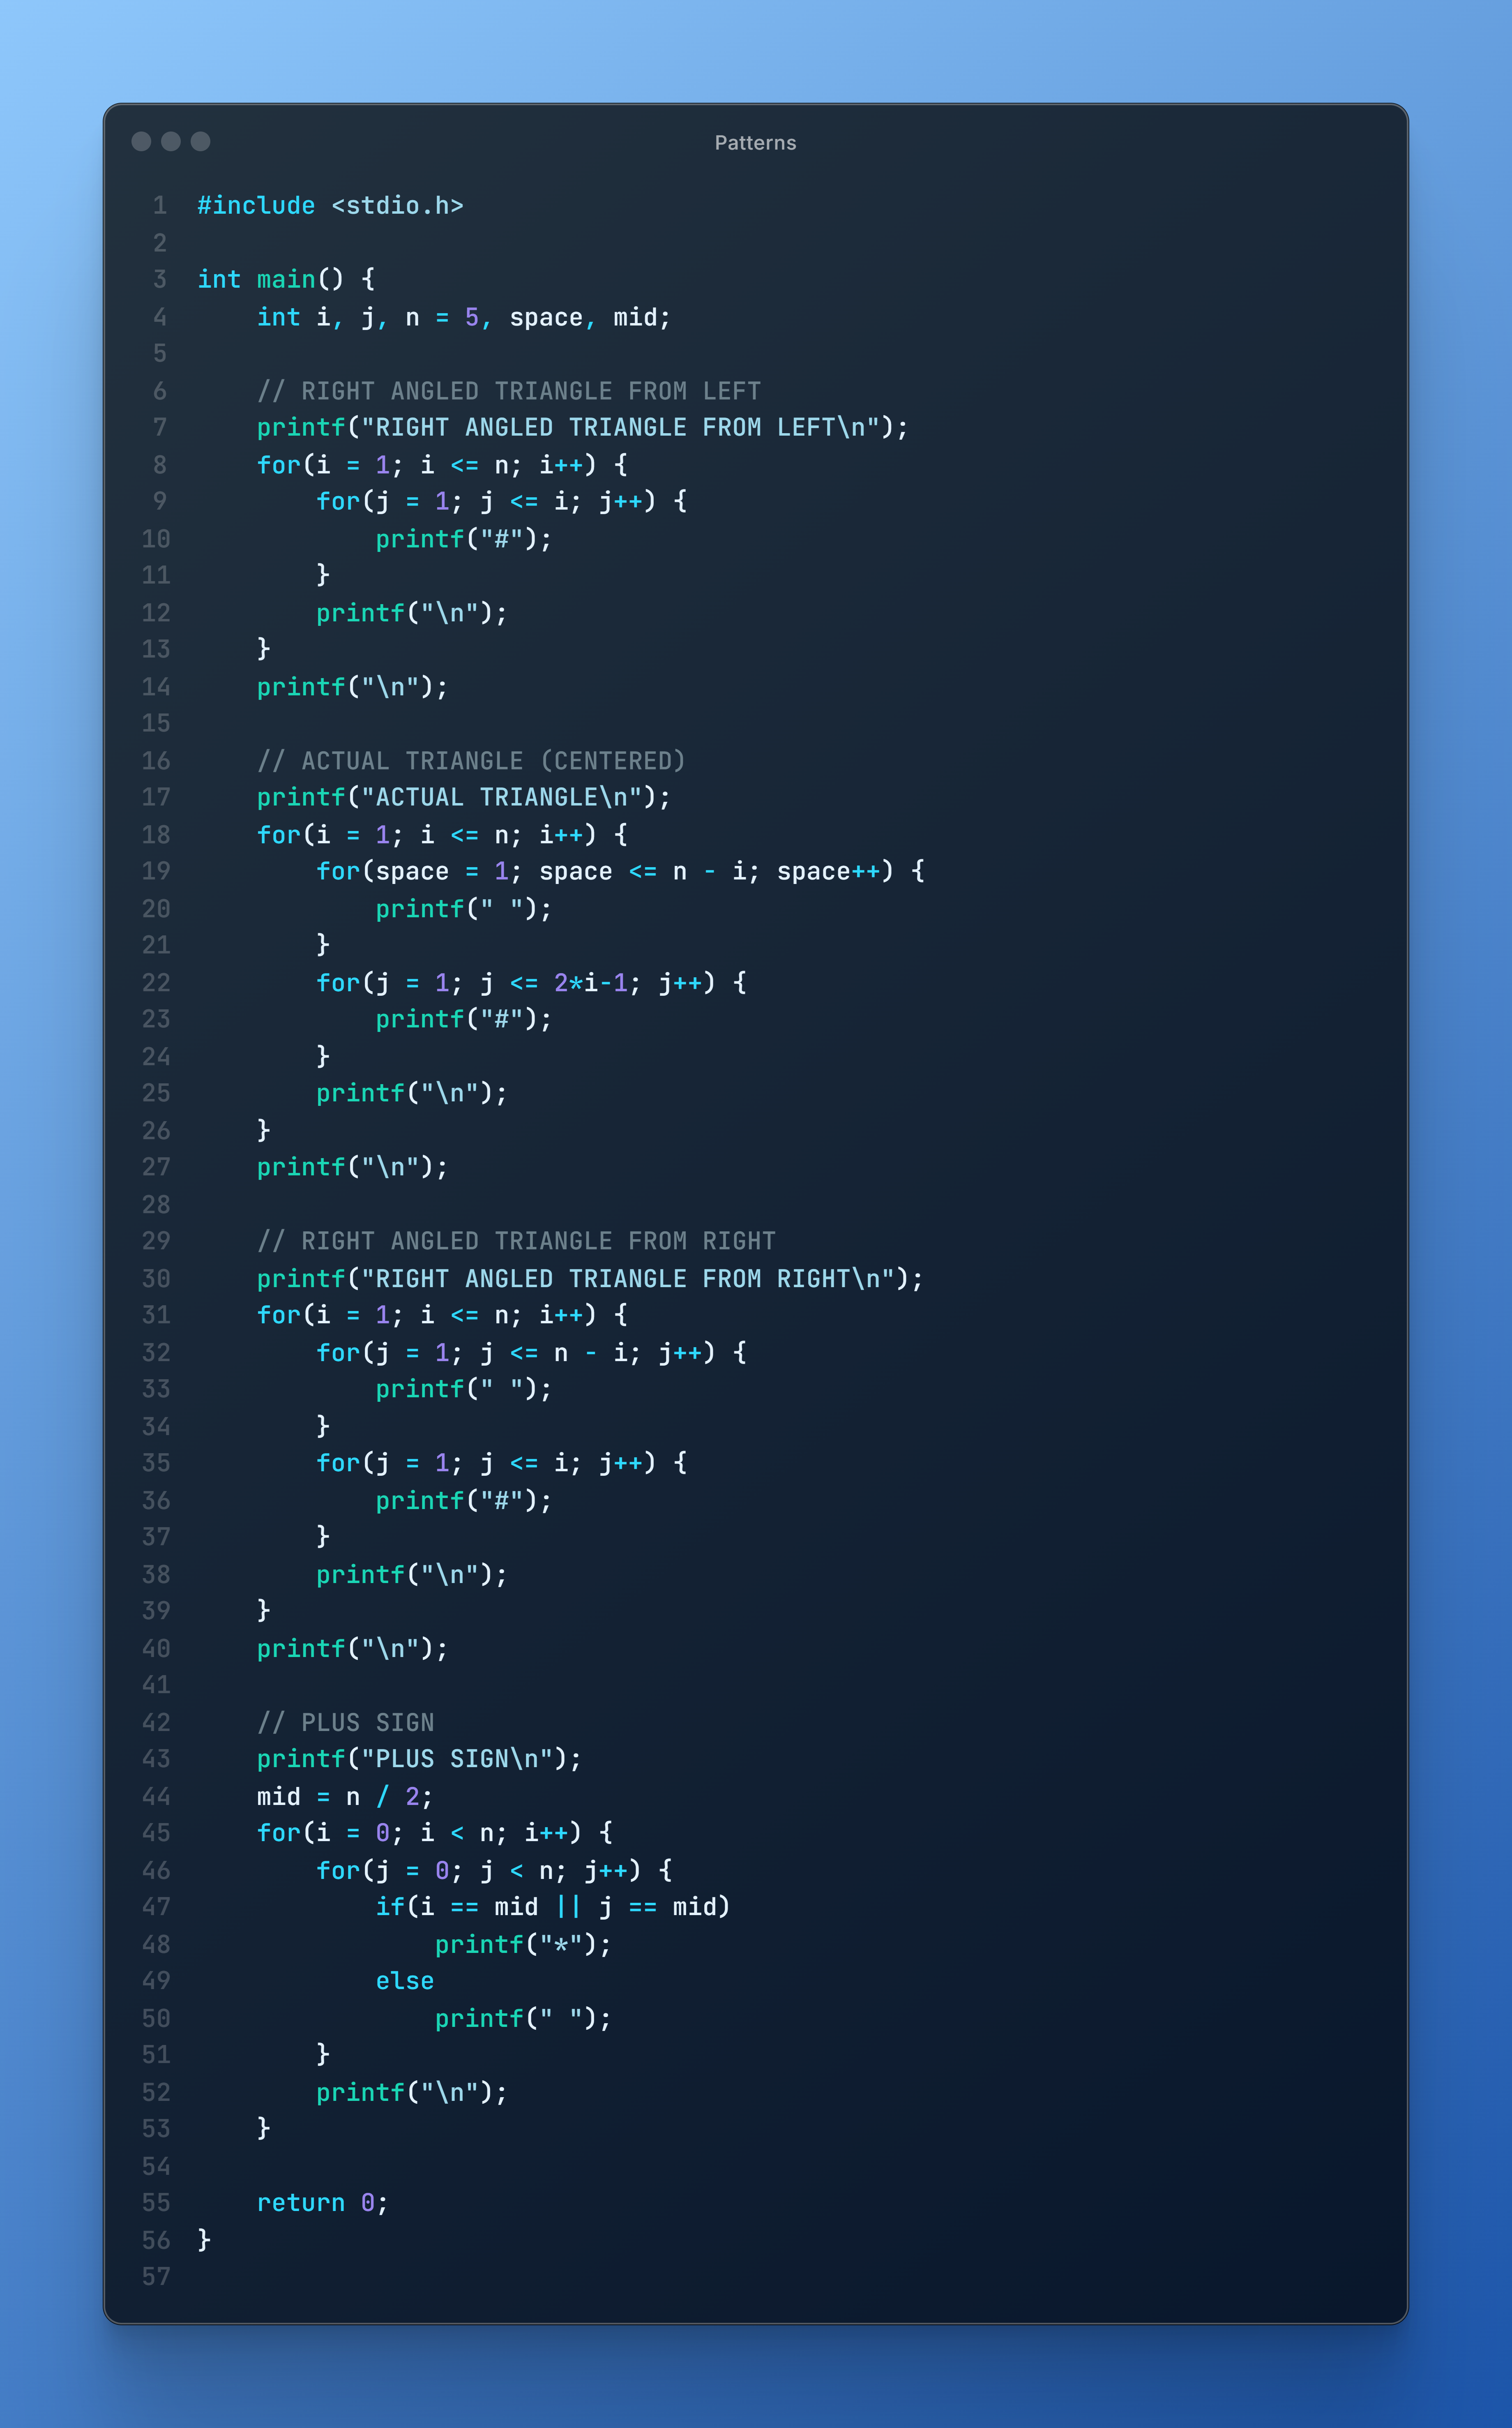 Patterns
1 #include <stdio.h>
2
3 int main() {
4     int i, j, n = 5, space, mid;
5
6     // RIGHT ANGLED TRIANGLE FROM LEFT
7     printf("RIGHT ANGLED TRIANGLE FROM LEFT\n");
8     for(i = 1; i <= n; i++) {
9         for(j = 1; j <= i; j++) {
10             printf("#");
11         }
12         printf("\n");
13     }
14     printf("\n");
15
16     // ACTUAL TRIANGLE (CENTERED)
17     printf("ACTUAL TRIANGLE\n");
18     for(i = 1; i <= n; i++) {
19         for(space = 1; space <= n - i; space++) {
20             printf(" ");
21         }
22         for(j = 1; j <= 2*i-1; j++) {
23             printf("#");
24         }
25         printf("\n");
26     }
27     printf("\n");
28
29     // RIGHT ANGLED TRIANGLE FROM RIGHT
30     printf("RIGHT ANGLED TRIANGLE FROM RIGHT\n");
31     for(i = 1; i <= n; i++) {
32         for(j = 1; j <= n - i; j++) {
33             printf(" ");
34         }
35         for(j = 1; j <= i; j++) {
36             printf("#");
37         }
38         printf("\n");
39     }
40     printf("\n");
41
42     // PLUS SIGN
43     printf("PLUS SIGN\n");
44     mid = n / 2;
45     for(i = 0; i < n; i++) {
46         for(j = 0; j < n; j++) {
47             if(i == mid || j == mid)
48                 printf("*");
49             else
50                 printf(" ");
51         }
52         printf("\n");
53     }
54
55     return 0;
56 }
57